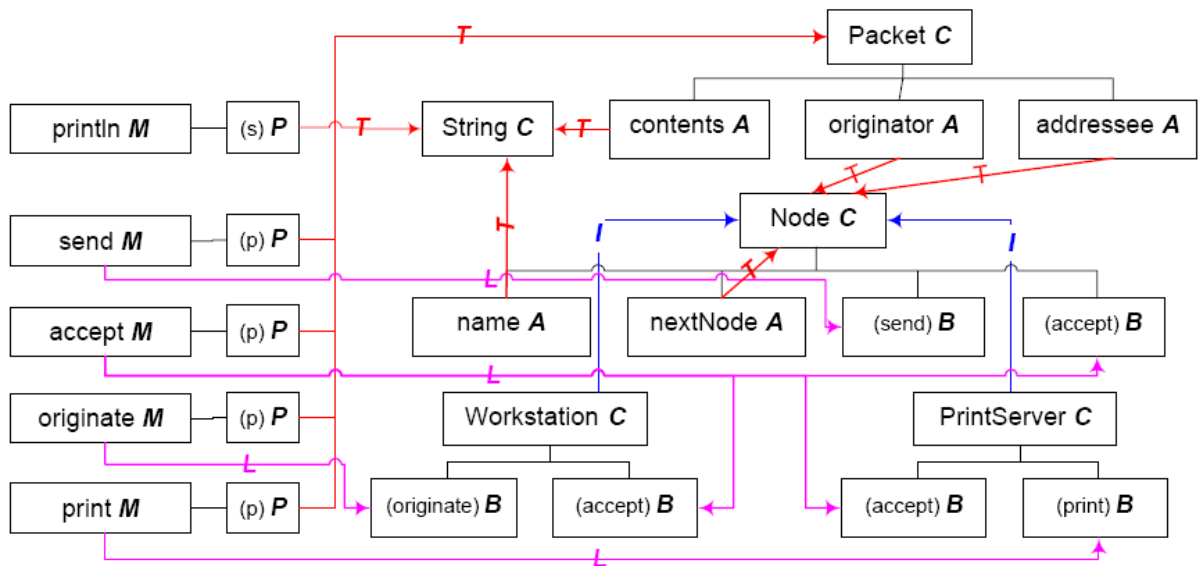 T
Packet C
println M
(s) P
T
String C
T
contents A
originator A
addressee A
T
T
send M
(p) P
T
I
Node C
I
T
L
accept M
(p) P
name A
nextNode A
(send) B
(accept) B
L
originate M
(p) P
Workstation C
PrintServer C
L
print M
(p) P
(originate) B
(accept) B
(accept) B
(print) B
L